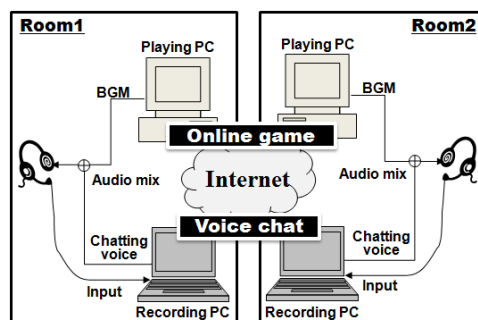 Room1
Room2
Playing PC
Playing PC
BGM
BGM
Online game
Audio mix
Internet
Audio mix
Voice chat
Chatting
voice
Chatting
voice
Input
Input
Recording PC
Recording PC